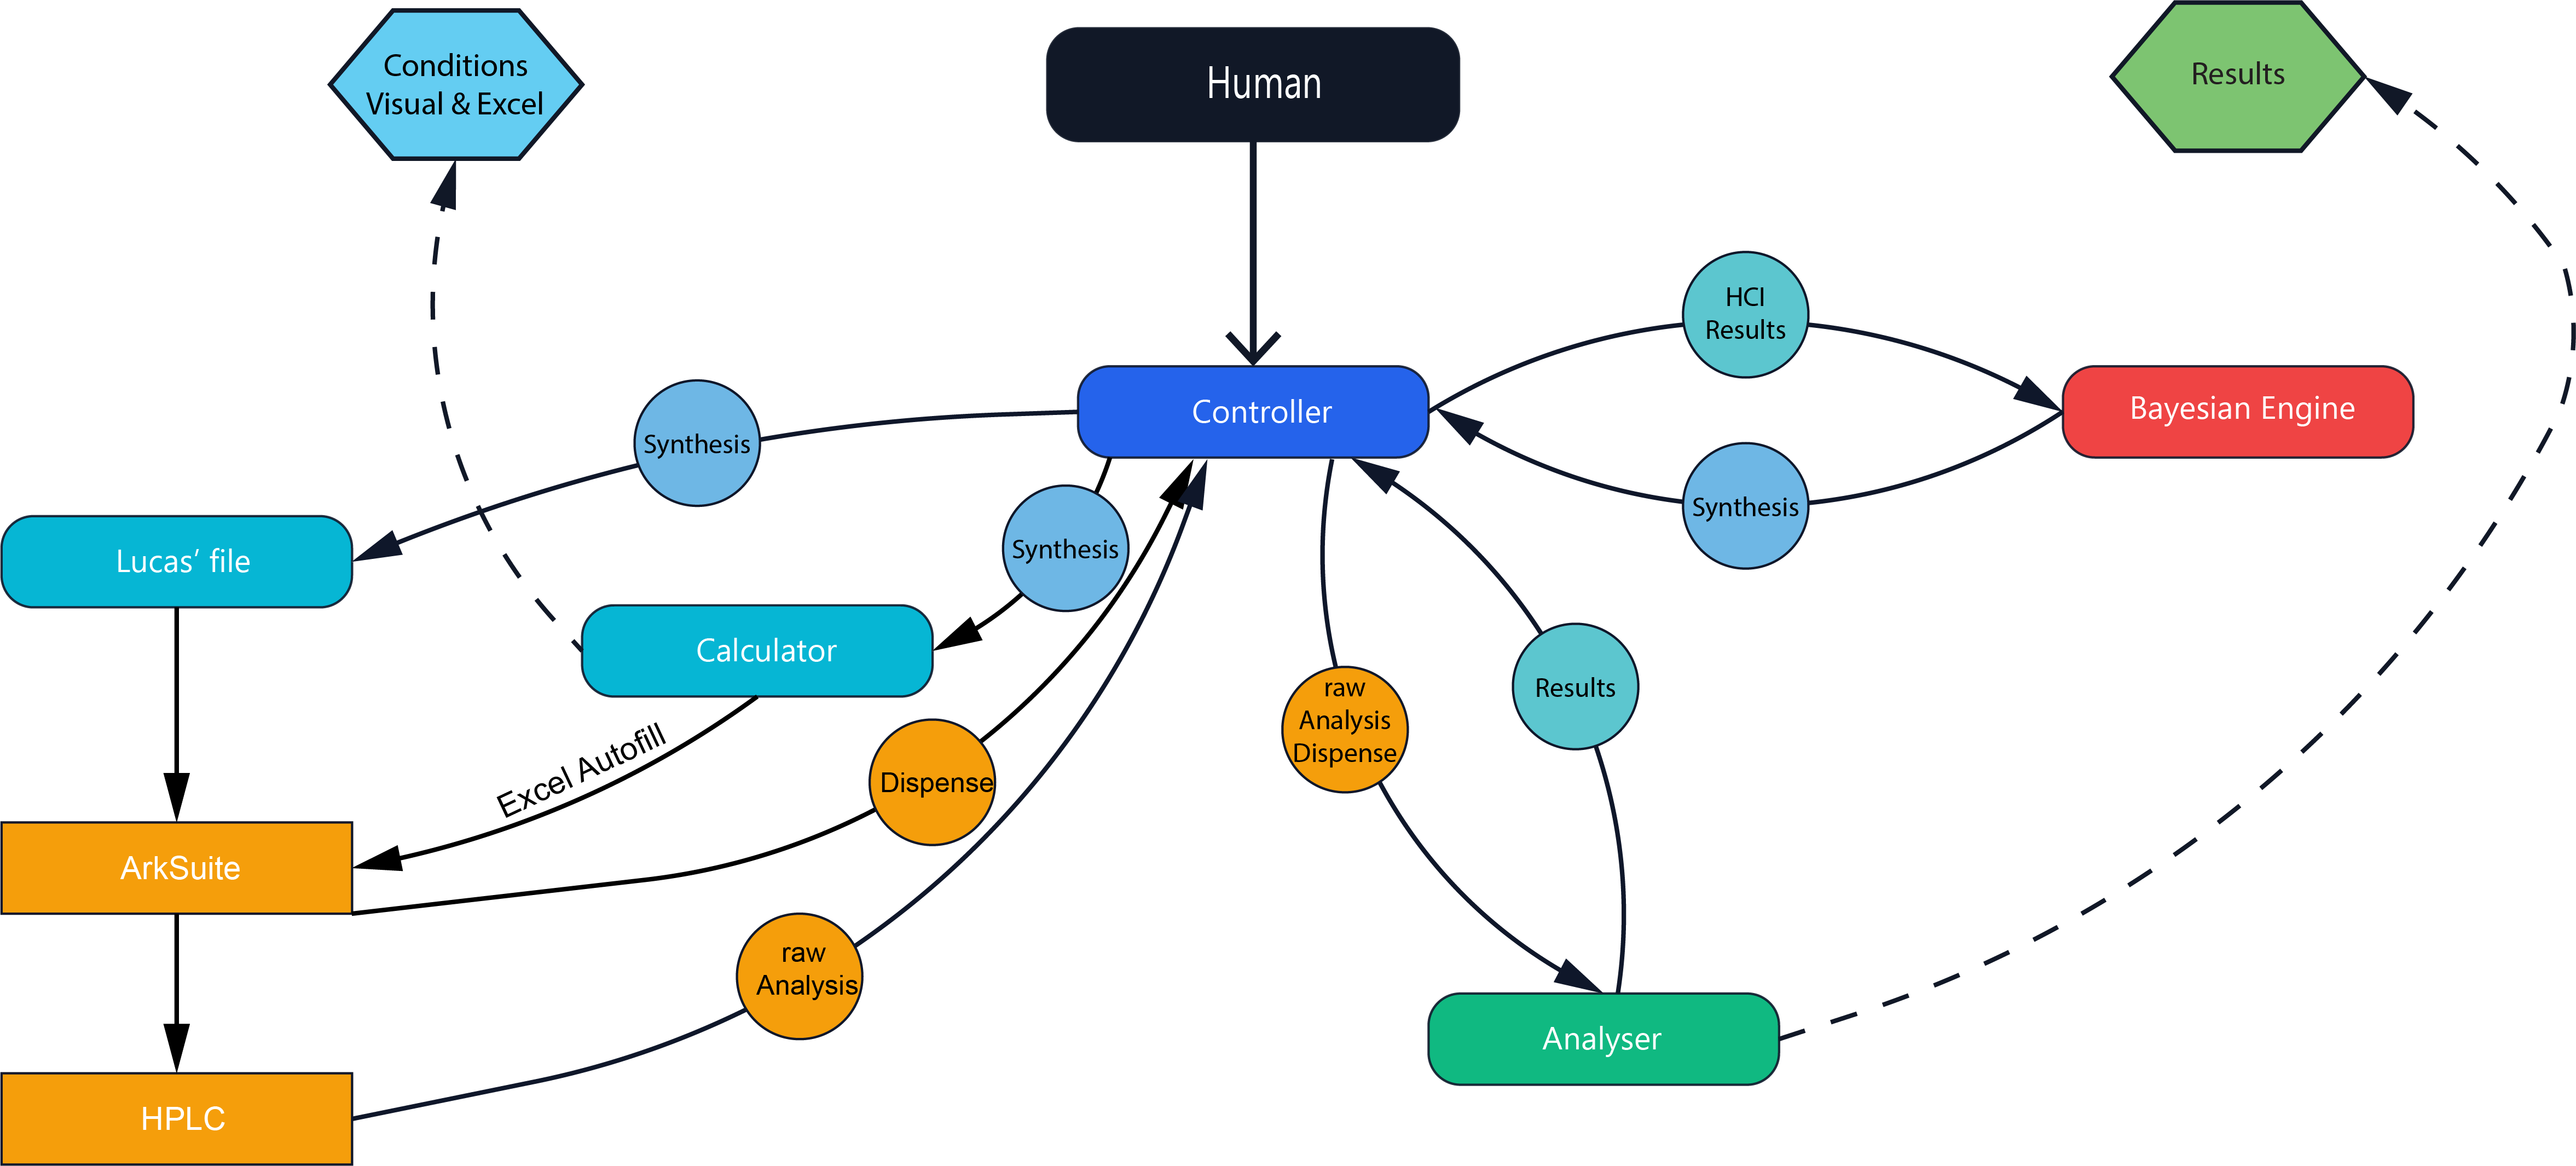 Conditions
Visual & Excel
Human
Results
HCI
Results
Controller
Bayesian Engine
Synthesis
Synthesis
Synthesis
Lucas’ file
Calculator
raw
Analysis
Dispense
Results
Excel Autofill
Dispense
ArkSuite
raw
Analysis
Analyser
HPLC